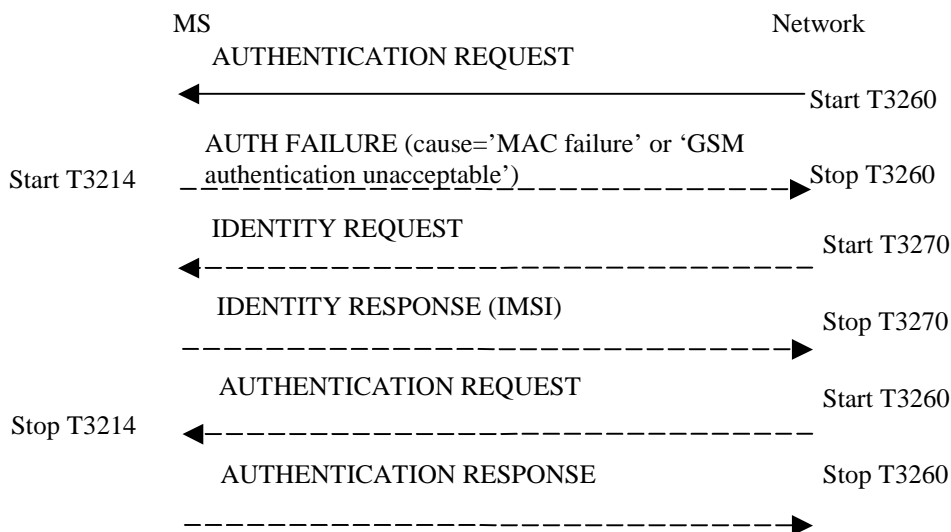 MS Network
AUTHENTICATION REQUEST
Start T3260
AUTH FAILURE (cause=’MAC failure’ or ‘GSM
authentication unacceptable’)
Start T3214
Stop T3260
IDENTITY REQUEST
Start T3270
IDENTITY RESPONSE (IMSI)
Stop T3270
AUTHENTICATION REQUEST
Start T3260
Stop T3214
AUTHENTICATION RESPONSE
Stop T3260